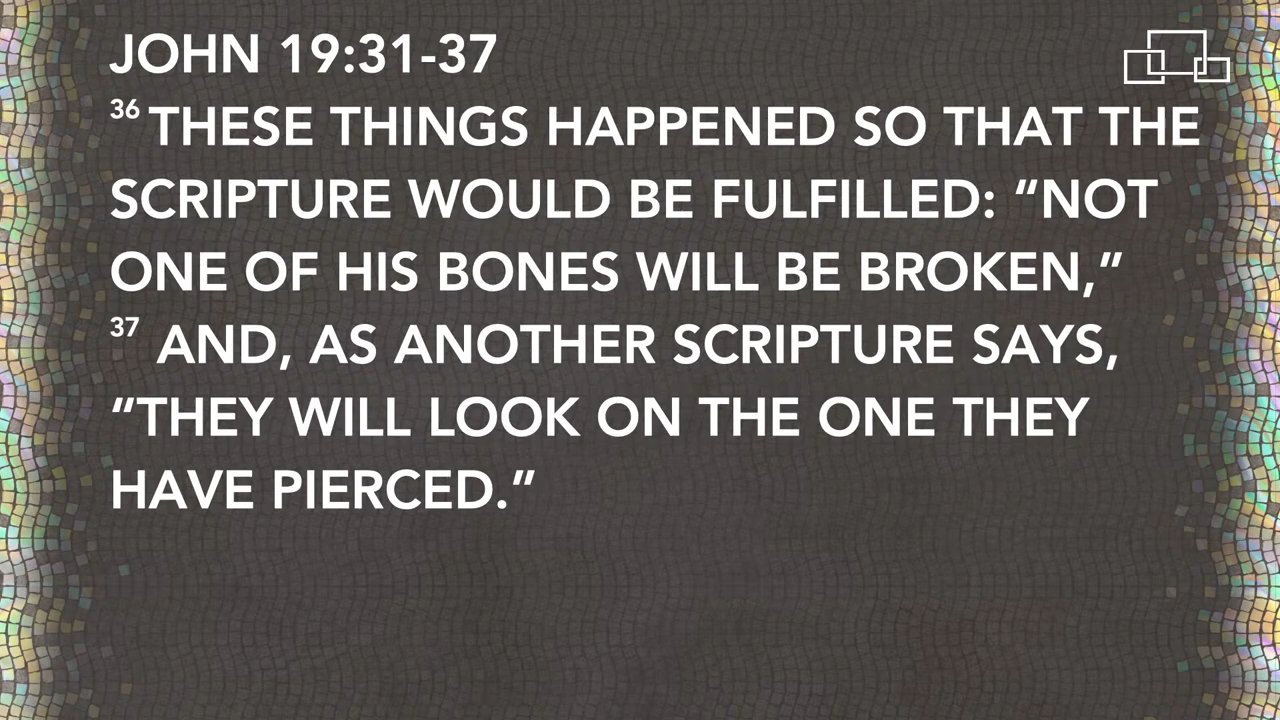 JOHN 19:31-37
36 THESE THINGS HAPPENED SO THAT THE
SCRIPTURE WOULD BE FULFILLED: “NOT
ONE OF HIS BONES WILL BE BROKEN,”
37 AND, AS ANOTHER SCRIPTURE SAYS,
“THEY WILL LOOK ON THE ONE THEY
HAVE PIERCED.”